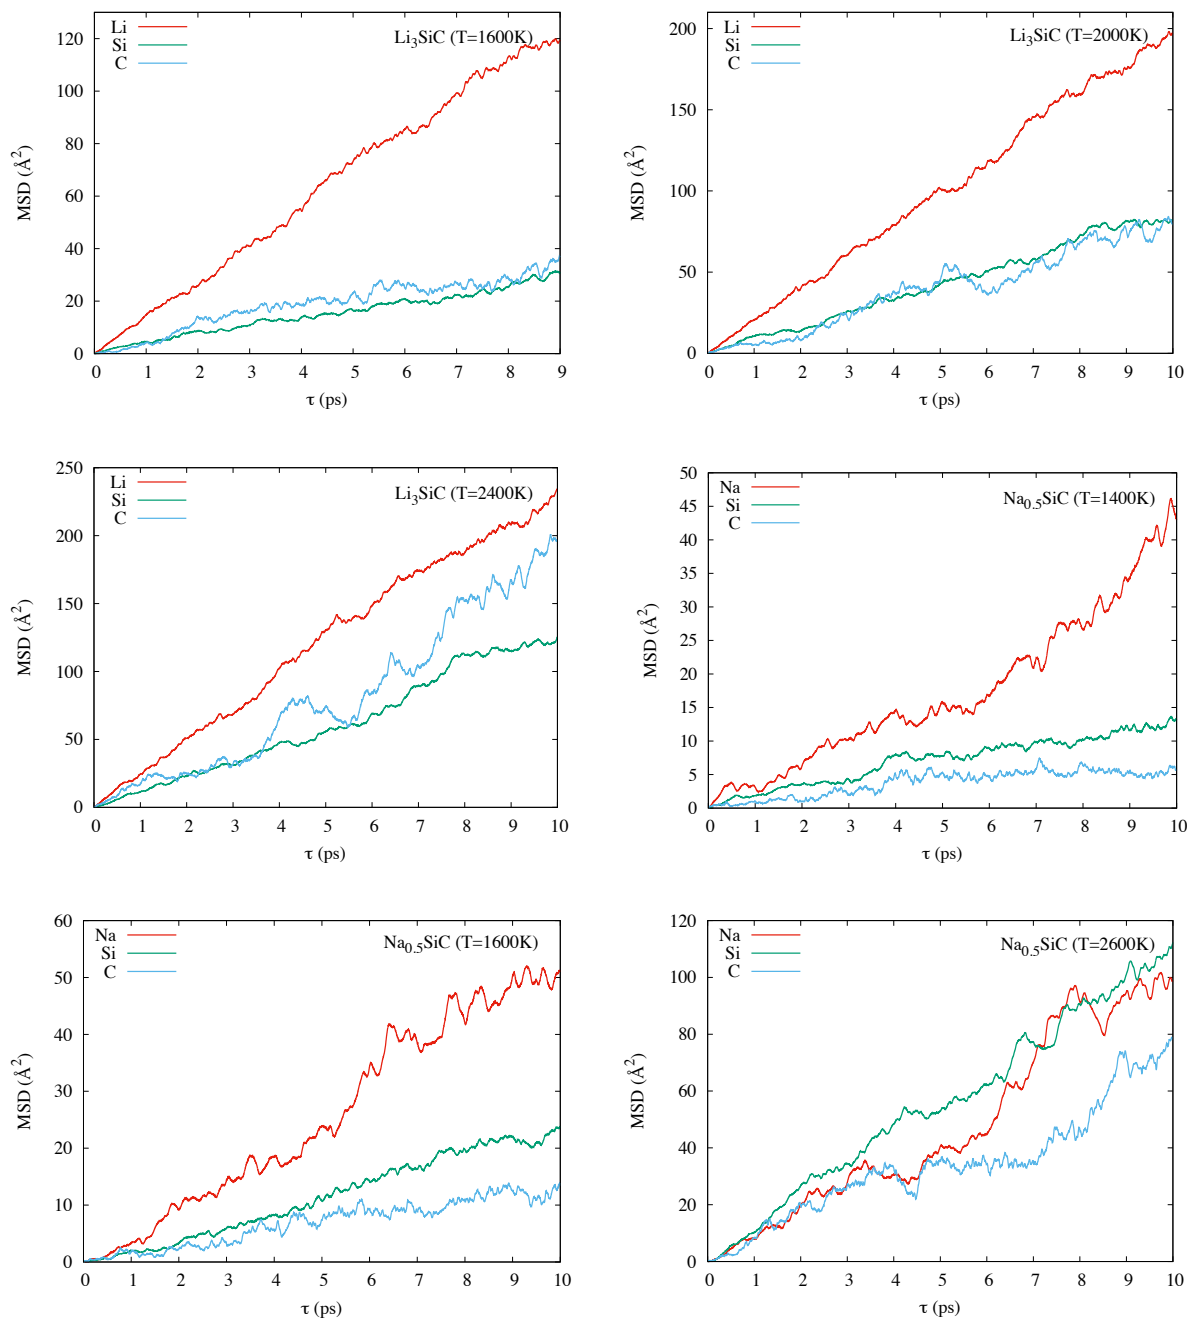 Li₃SiC (T=1600K)
Li
Si
C
MSD (Å²)
120
100
80
60
40
20
0
0 1 2 3 4 5 6 7 8 9
τ (ps)
Li₃SiC (T=2000K)
Li
Si
C
MSD (Å²)
200
150
100
50
0
0 1 2 3 4 5 6 7 8 9 10
τ (ps)
Li₃SiC (T=2400K)
Li
Si
C
MSD (Å²)
250
200
150
100
50
0
0 1 2 3 4 5 6 7 8 9 10
τ (ps)
Na₀.₅SiC (T=1400K)
Na
Si
C
MSD (Å²)
50
45
40
35
30
25
20
15
10
5
0
0 1 2 3 4 5 6 7 8 9 10
τ (ps)
Na₀.₅SiC (T=1600K)
Na
Si
C
MSD (Å²)
60
50
40
30
20
10
0
0 1 2 3 4 5 6 7 8 9 10
τ (ps)
Na₀.₅SiC (T=2600K)
Na
Si
C
MSD (Å²)
120
100
80
60
40
20
0
0 1 2 3 4 5 6 7 8 9 10
τ (ps)